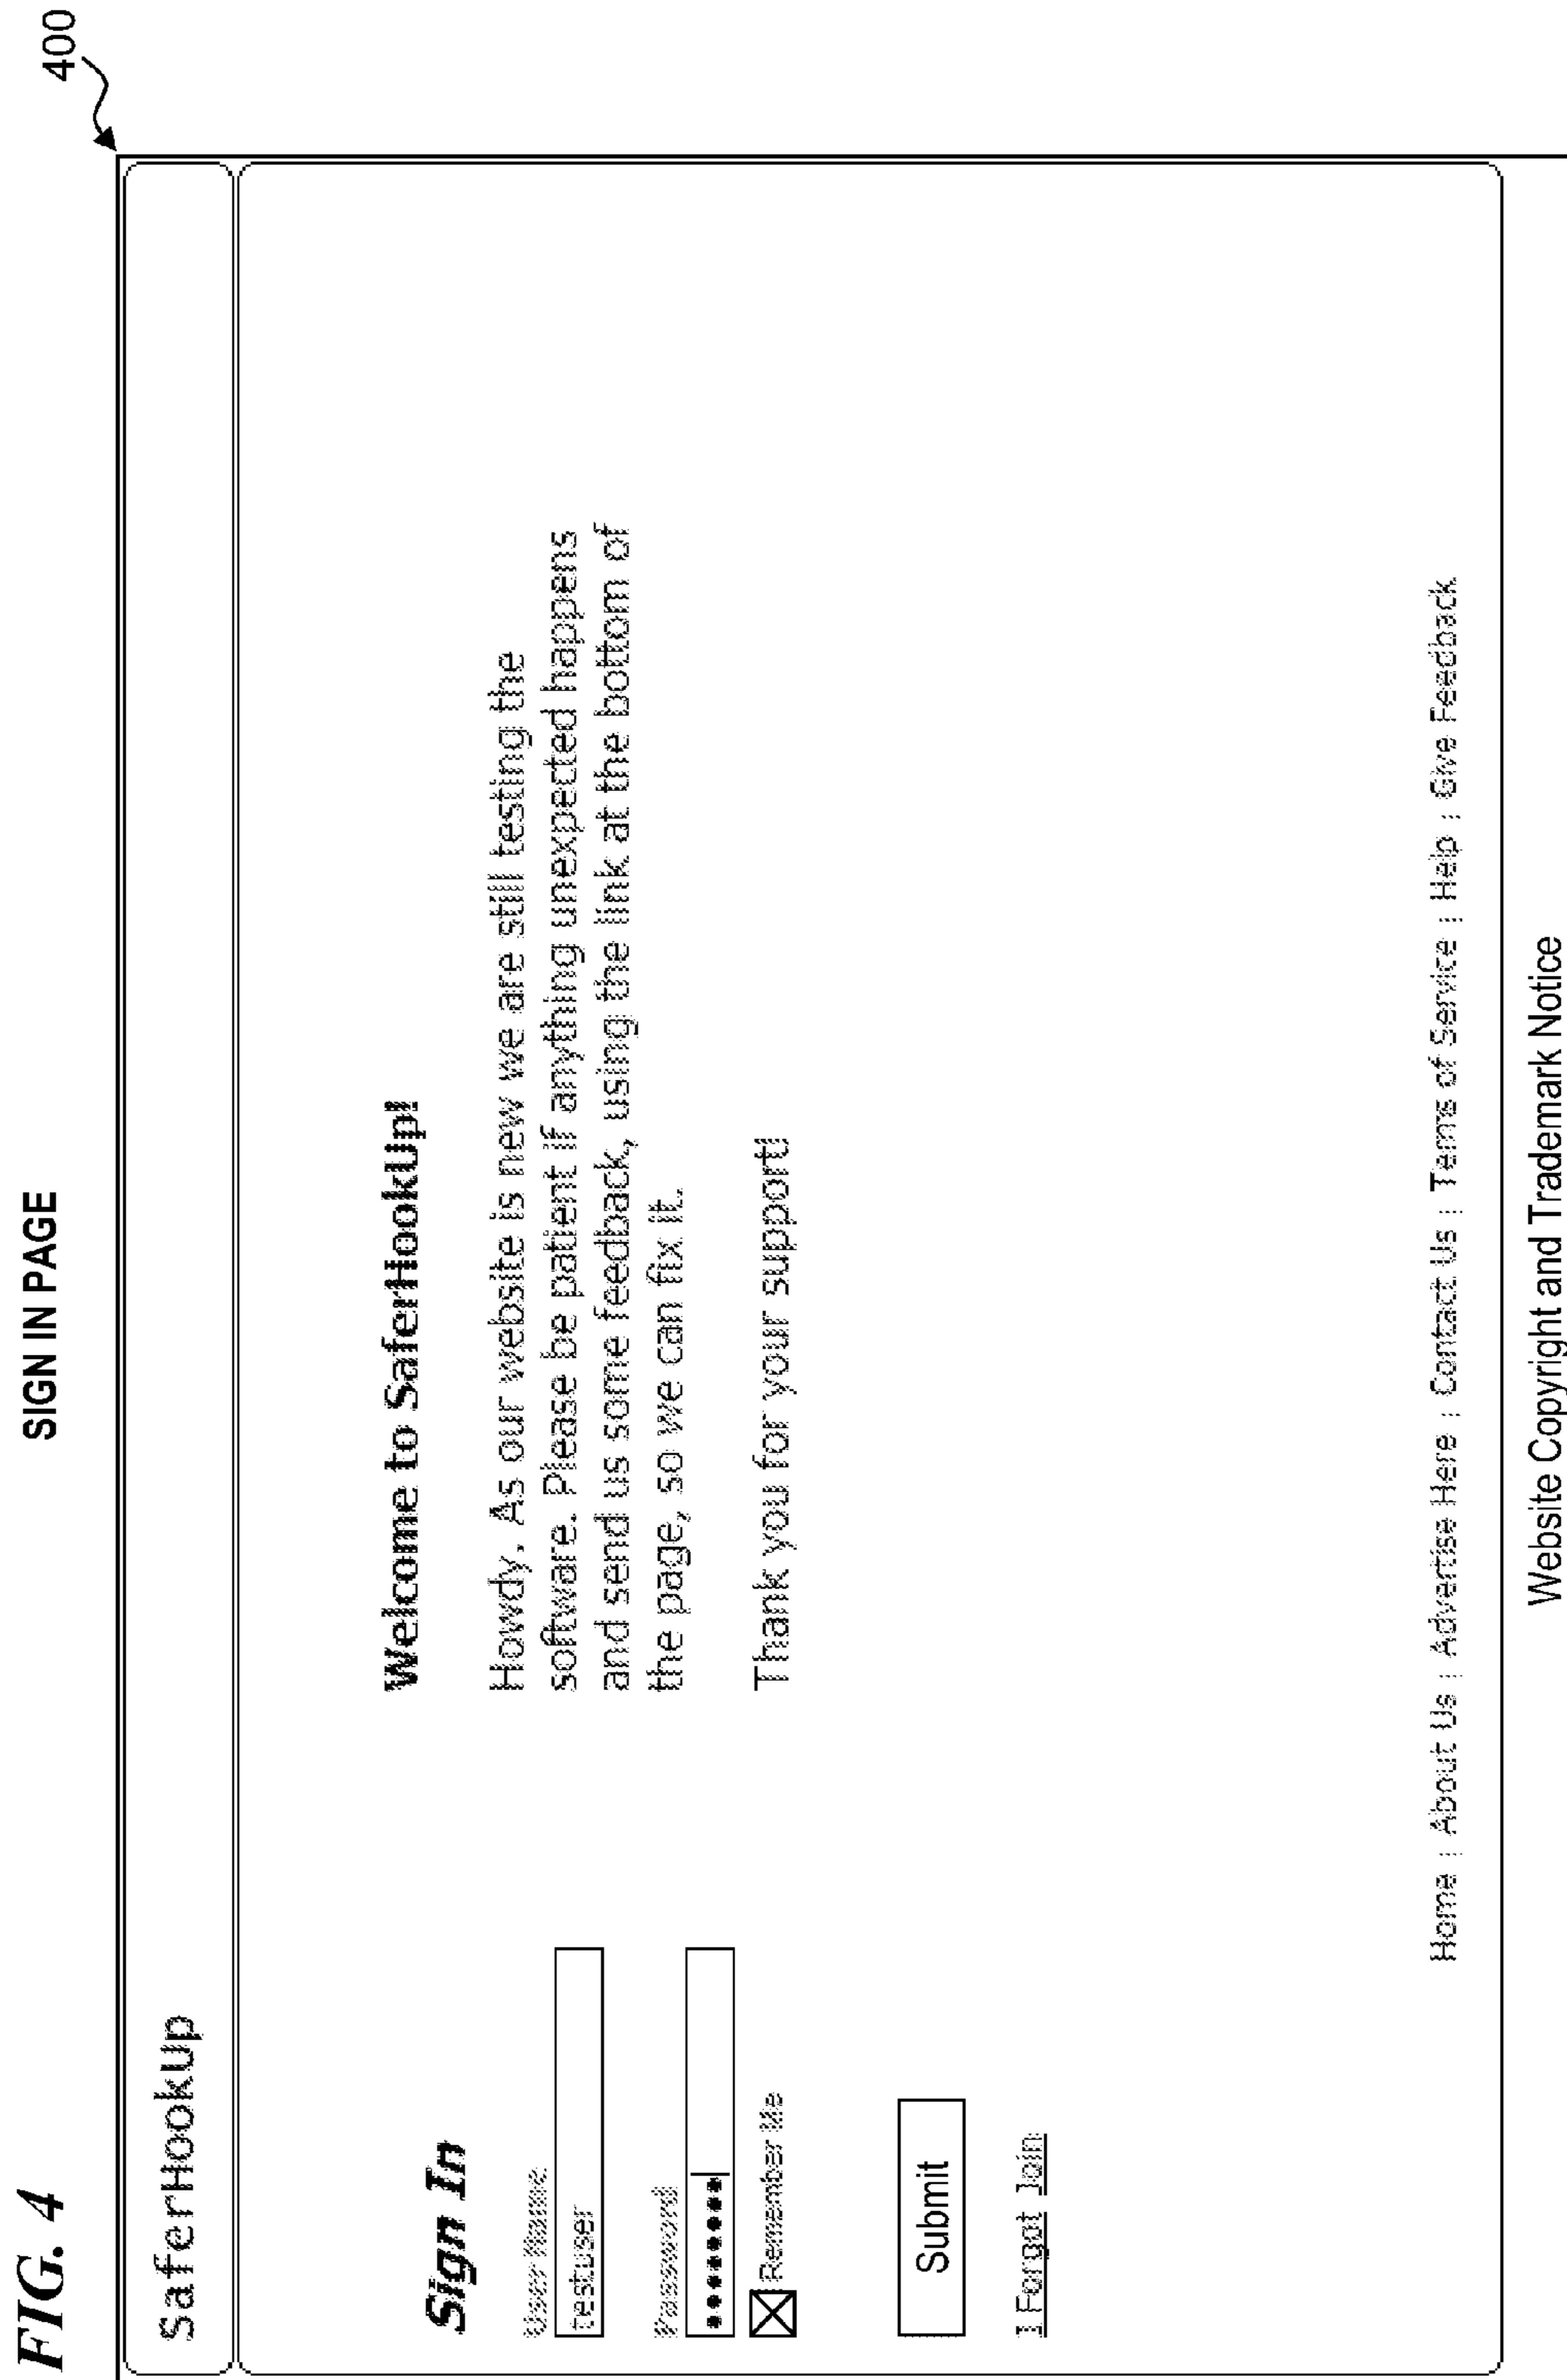 FIG. 4
SIGN IN PAGE
400
SaferHookUp
Sign In
User Name
testuser
Password
Remember Me
Submit
I Forgot Join
Welcome to SaferHookUp!
Howdy. As our website is new we are still testing the
software. Please be patient if anything unexpected happens
and send us some feedback, using the link at the bottom of
the page, so we can fix it.
Thank you for your support!
Home | About Us | Advertise Here | Contact Us | Terms of Service | Help | Give Feedback
Website Copyright and Trademark Notice